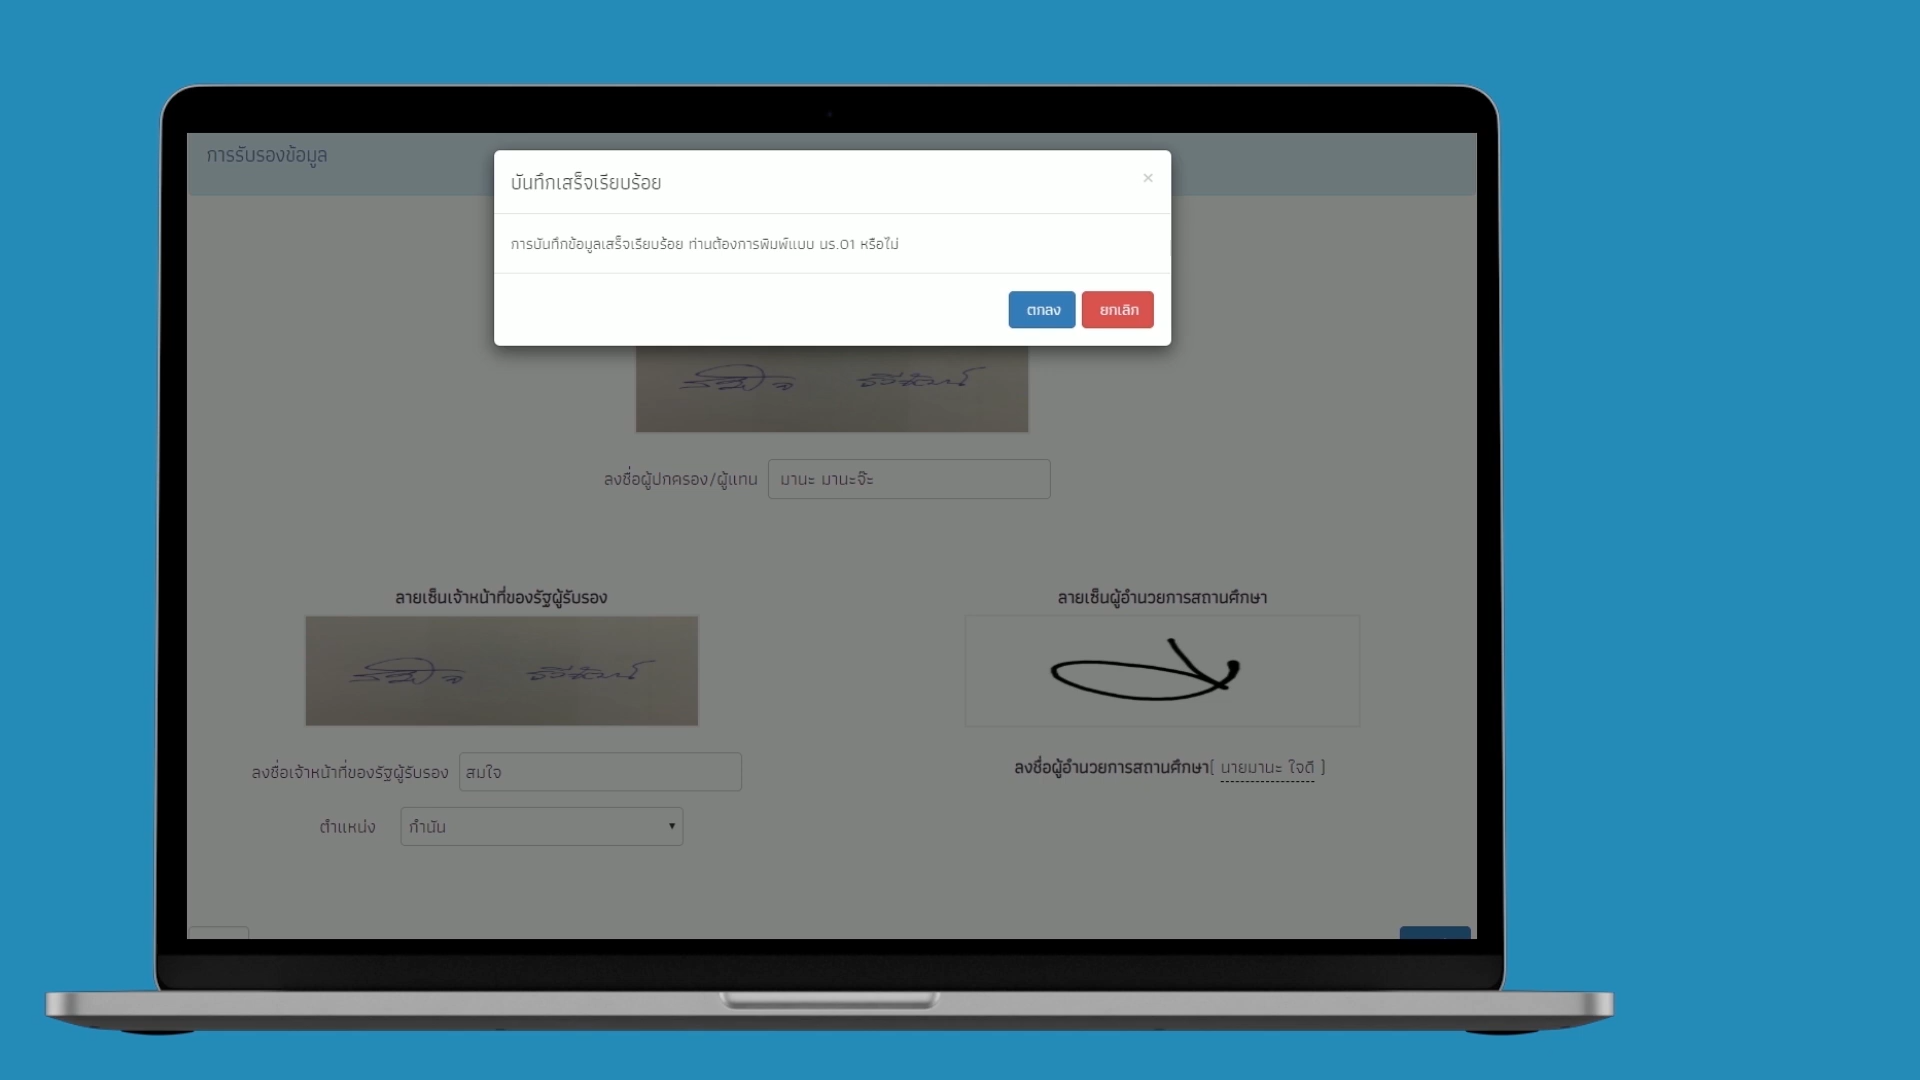 การรับรองข้อมูล
บันทึกเสร็จเรียบร้อย
×
การบันทึกข้อมูลเสร็จเรียบร้อย ท่านต้องการพิมพ์แบบ นร.01 หรือไม่
ตกลง ยกเลิก
ลงชื่อผู้ปกครอง/ผู้แทน มานะ มานะจ๊ะ
ลายเซ็นเจ้าหน้าที่ของรัฐผู้รับรอง
ลายเซ็นผู้อำนวยการสถานศึกษา
ลงชื่อเจ้าหน้าที่ของรัฐผู้รับรอง สมใจ
ลงชื่อผู้อำนวยการสถานศึกษา( นายมานะ ใจดี )
ตำแหน่ง กำนัน